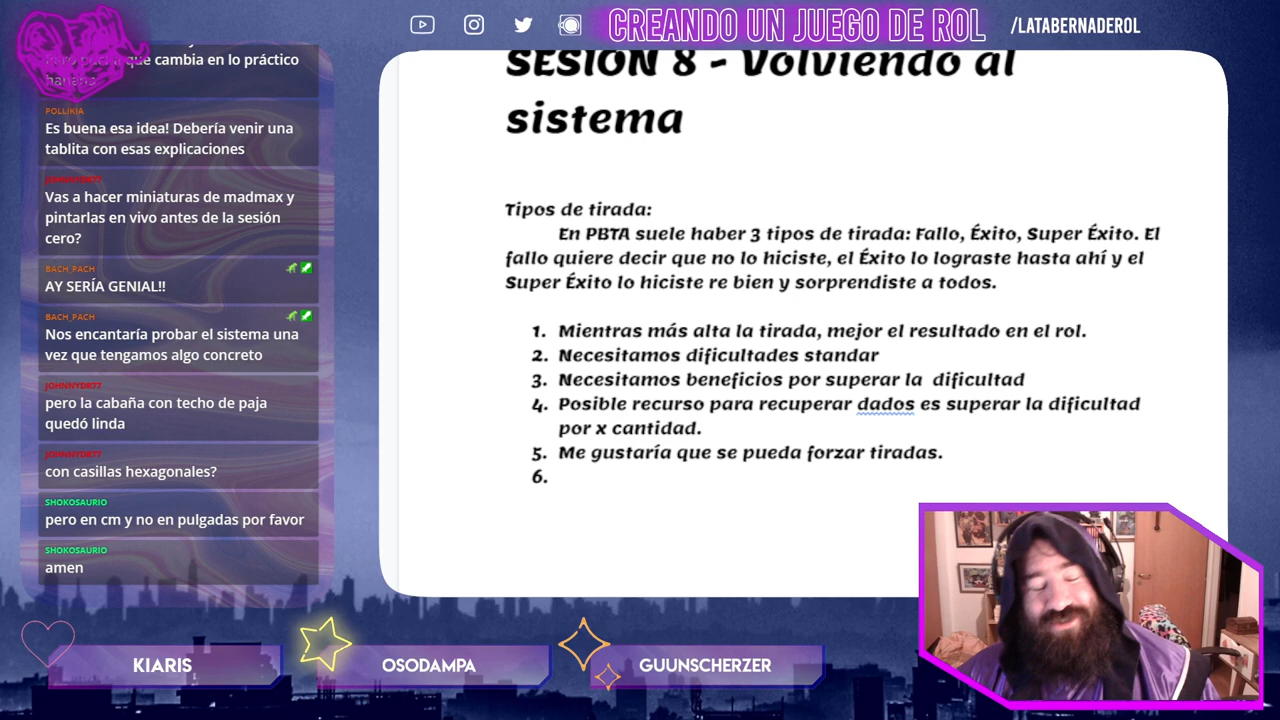 CREANDO UN JUEGO DE ROL
/LATABERNADEROL
que cambia en lo práctico
POLLIKIA
Es buena esa idea! Debería venir una
tablita con esas explicaciones
JOHNNYDR77
Vas a hacer miniaturas de madmax y
pintarlas en vivo antes de la sesión
cero?
BACH_PACH
AY SERÍA GENIAL!!
BACH_PACH
Nos encantaría probar el sistema una
vez que tengamos algo concreto
JOHNNYDR77
pero la cabaña con techo de paja
quedó linda
JOHNNYDR77
con casillas hexagonales?
SHOKOSAURIO
pero en cm y no en pulgadas por favor
SHOKOSAURIO
amen
SESIÓN 8 - Volviendo al
sistema
Tipos de tirada:
En PBTA suele haber 3 tipos de tirada: Fallo, Éxito, Super Éxito. El
fallo quiere decir que no lo hiciste, el Éxito lo lograste hasta ahí y el
Super Éxito lo hiciste re bien y sorprendiste a todos.
1. Mientras más alta la tirada, mejor el resultado en el rol.
2. Necesitamos dificultades standar
3. Necesitamos beneficios por superar la dificultad
4. Posible recurso para recuperar dados es superar la dificultad
por x cantidad.
5. Me gustaría que se pueda forzar tiradas.
6.
KIARIS
OSODAMPA
GUUNSCHERZER